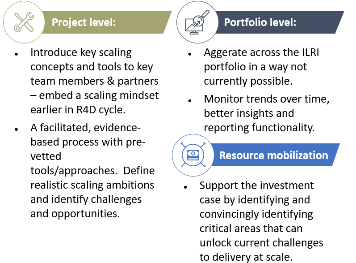 Project level:
• Introduce key scaling
concepts and tools to key
team members & partners
– embed a scaling mindset
earlier in R4D cycle.
• A facilitated, evidence-
based process with pre-
vetted
tools/approaches. Define
realistic scaling ambitions
and identify challenges
and opportunities.
Portfolio level:
• Aggerate across the ILRI
portfolio in a way not
currently possible.
• Monitor trends over time,
better insights and
reporting functionality.
Resource mobilization
• Support the investment
case by identifying and
convincingly identifying
critical areas that can
unlock current challenges
to delivery at scale.